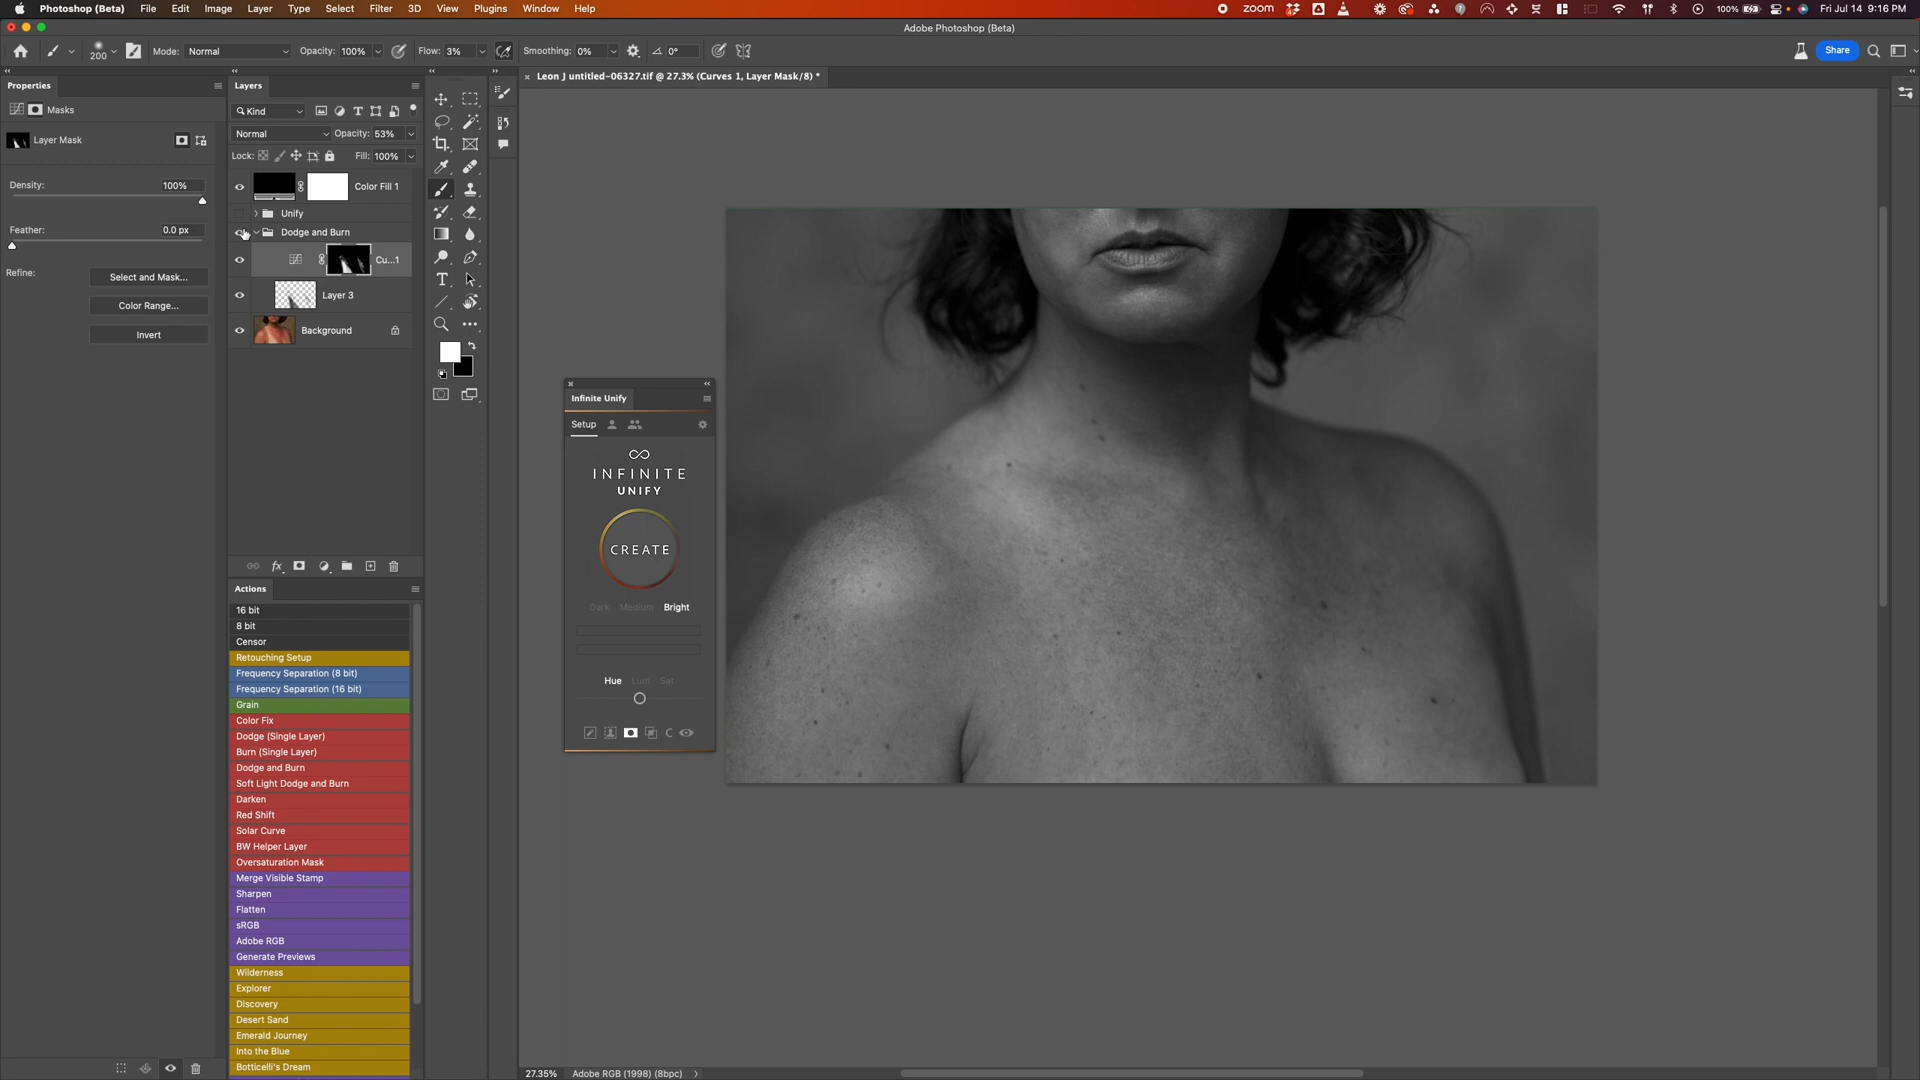 Photoshop (Beta) File Edit Image Layer Type Select Filter 3D View Plugins Window Help
zoom 100% Fri Jul 14 9:16 PM
Adobe Photoshop (Beta)
200 Mode: Normal Opacity: 100% Flow: 3% Smoothing: 0% 0° Share
Leon J untitled-06327.tif @ 27.3% (Curves 1, Layer Mask/8) *
Properties
Masks
Layer Mask
Density: 100%
Feather: 0.0 px
Refine:
Select and Mask...
Color Range...
Invert
Layers
Kind
Normal Opacity: 53%
Lock: Fill: 100%
Color Fill 1
Unify
Dodge and Burn
Cu...1
Layer 3
Background
Actions
16 bit
8 bit
Censor
Retouching Setup
Frequency Separation (8 bit)
Frequency Separation (16 bit)
Grain
Color Fix
Dodge (Single Layer)
Burn (Single Layer)
Dodge and Burn
Soft Light Dodge and Burn
Darken
Red Shift
Solar Curve
BW Helper Layer
Oversaturation Mask
Merge Visible Stamp
Sharpen
Flatten
sRGB
Adobe RGB
Generate Previews
Wilderness
Explorer
Discovery
Desert Sand
Emerald Journey
Into the Blue
Botticelli's Dream
Infinite Unify
Setup
INFINITE
UNIFY
CREATE
Dark Medium Bright
Hue Lum Sat
27.35% Adobe RGB (1998) (8bpc)